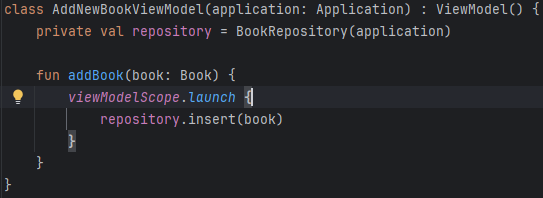 class AddNewBookViewModel(application: Application) : ViewModel() {
    private val repository = BookRepository(application)

    fun addBook(book: Book) {
        viewModelScope.launch {
            repository.insert(book)
        }
    }
}